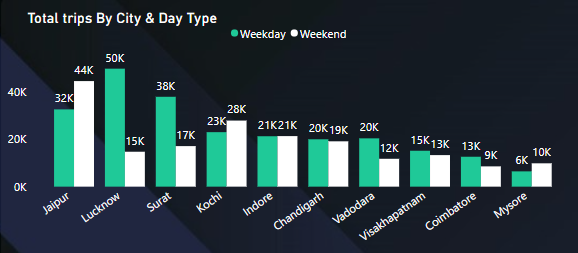 Total trips By City & Day Type
Weekday Weekend
40K
20K
0K
32K 44K 50K 15K 38K 17K 23K 28K 21K 21K 20K 19K 20K 12K 15K 13K 13K 9K 6K 10K
Jaipur Lucknow Surat Kochi Indore Chandigarh Vadodara Visakhapatnam Coimbatore Mysore